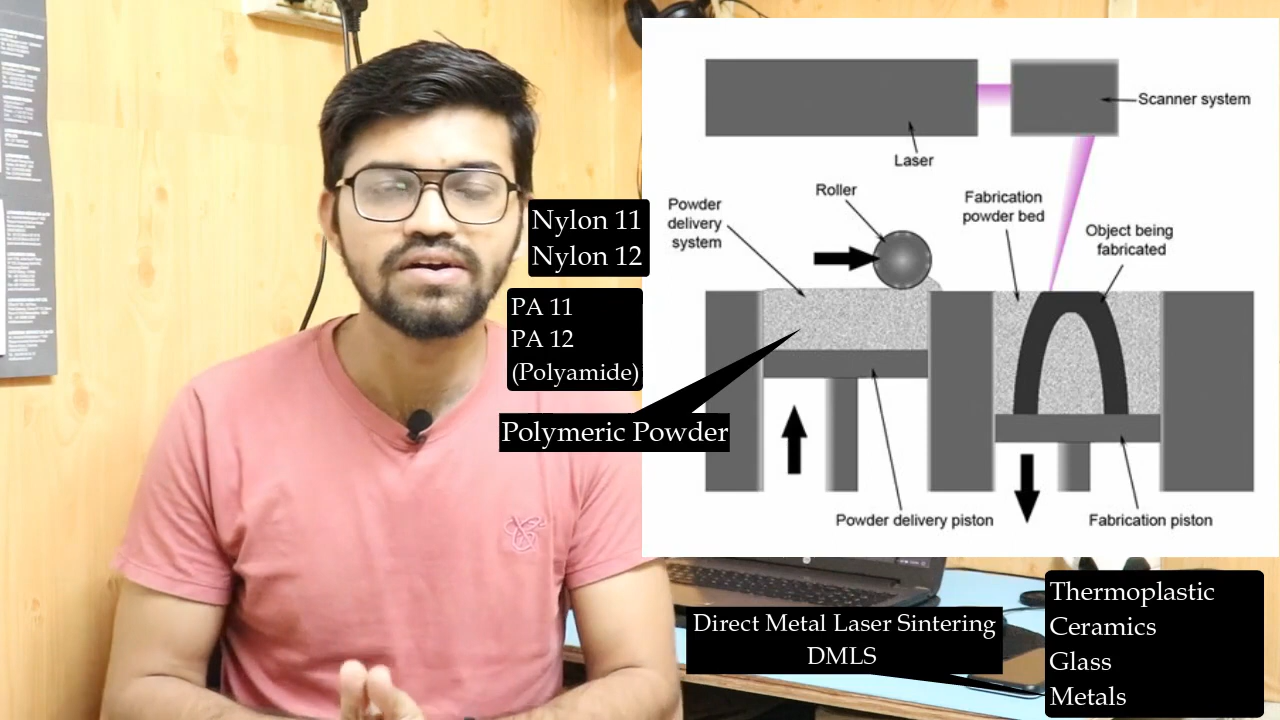 Scanner system
Laser
Roller
Powder
delivery
system
Fabrication
powder bed
Object being
fabricated
Nylon 11
Nylon 12
PA 11
PA 12
(Polyamide)
Polymeric Powder
Powder delivery piston
Fabrication piston
Direct Metal Laser Sintering
DMLS
Thermoplastic
Ceramics
Glass
Metals